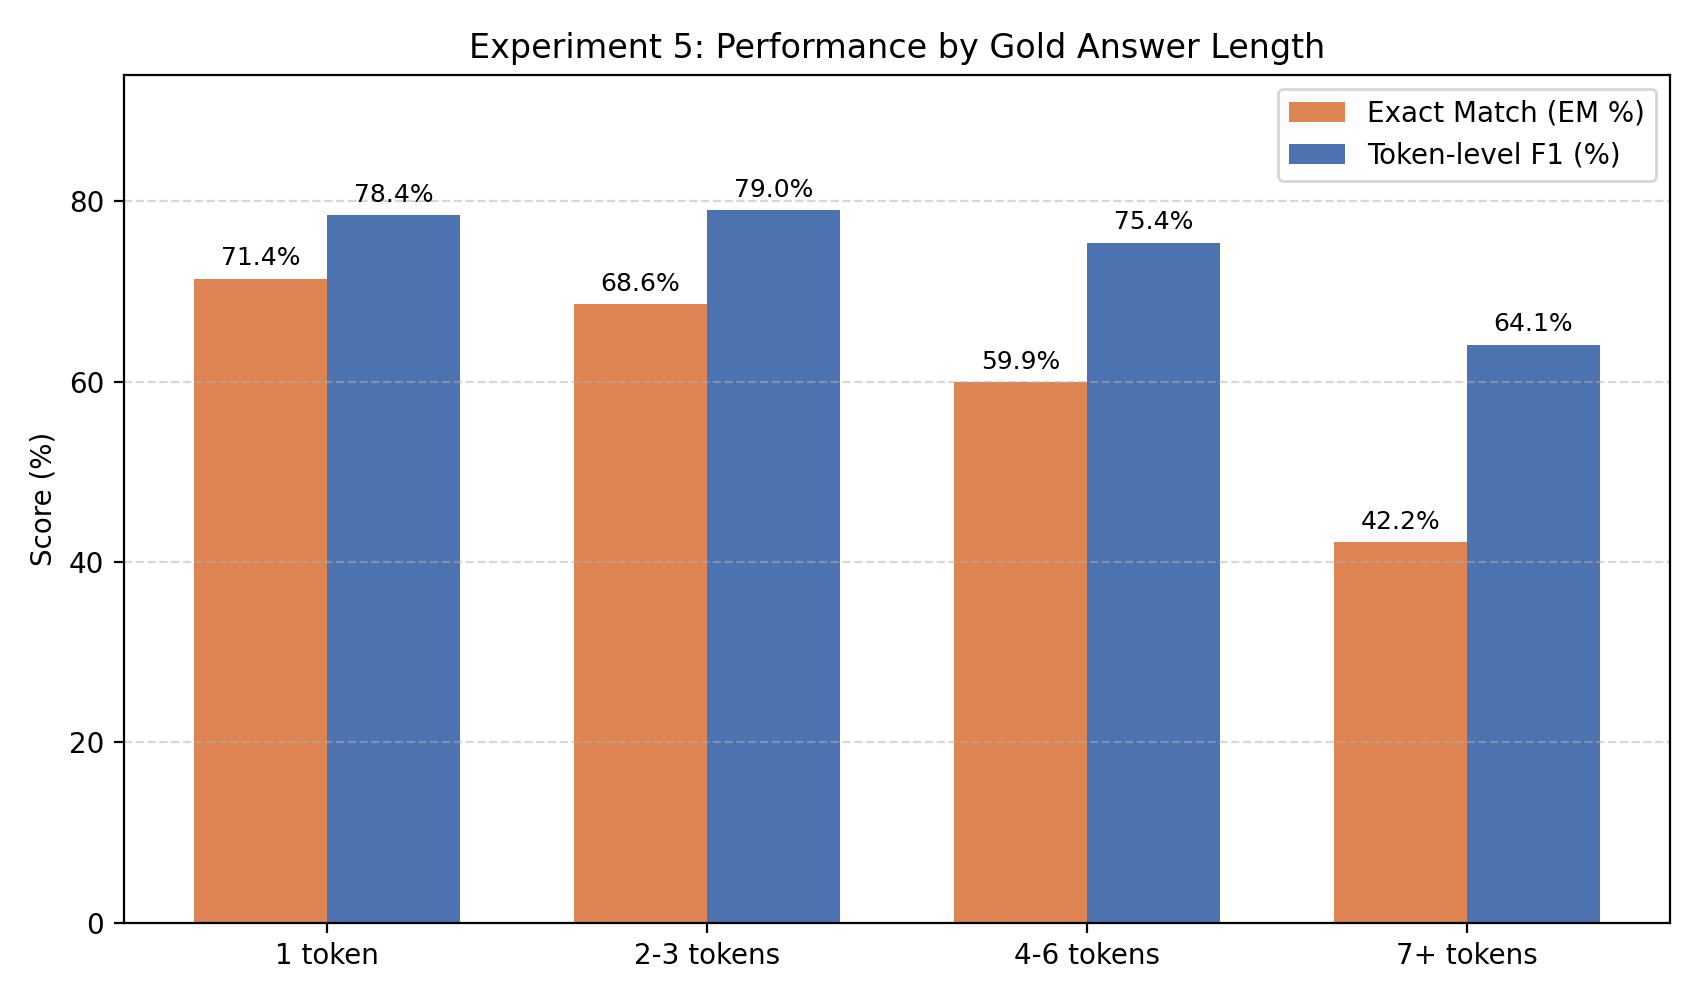 Experiment 5: Performance by Gold Answer Length
Exact Match (EM %)
Token-level F1 (%)
Score (%)
80
60
40
20
0
71.4%
78.4%
68.6%
79.0%
59.9%
75.4%
42.2%
64.1%
1 token
2-3 tokens
4-6 tokens
7+ tokens